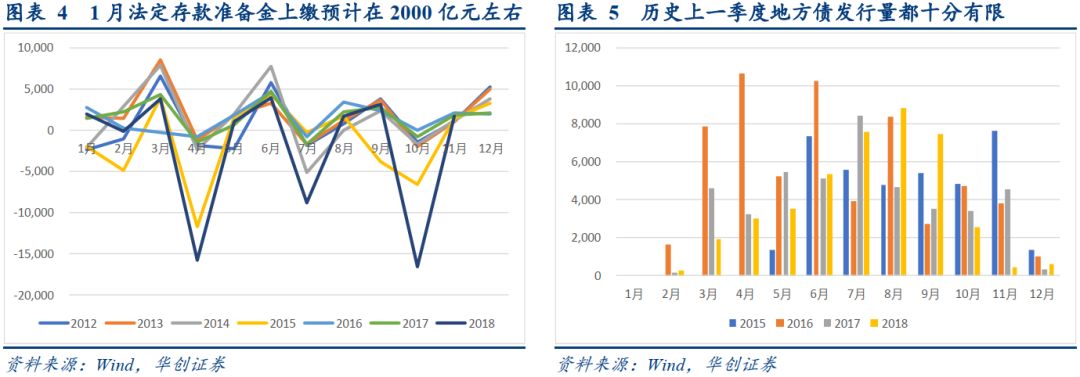 图表 4 1 月法定存款准备金上缴预计在 2000 亿元左右
10,000
5,000
0
-5,000
-10,000
-15,000
-20,000
1月 2月 3月 4月 5月 6月 7月 8月 9月 10月 11月 12月
2012 2013 2014 2015 2016 2017 2018
资料来源：Wind，华创证券
图表 5 历史上一季度地方债发行量都十分有限
12,000
10,000
8,000
6,000
4,000
2,000
0
1月 2月 3月 4月 5月 6月 7月 8月 9月 10月 11月 12月
2015 2016 2017 2018
资料来源：Wind，华创证券